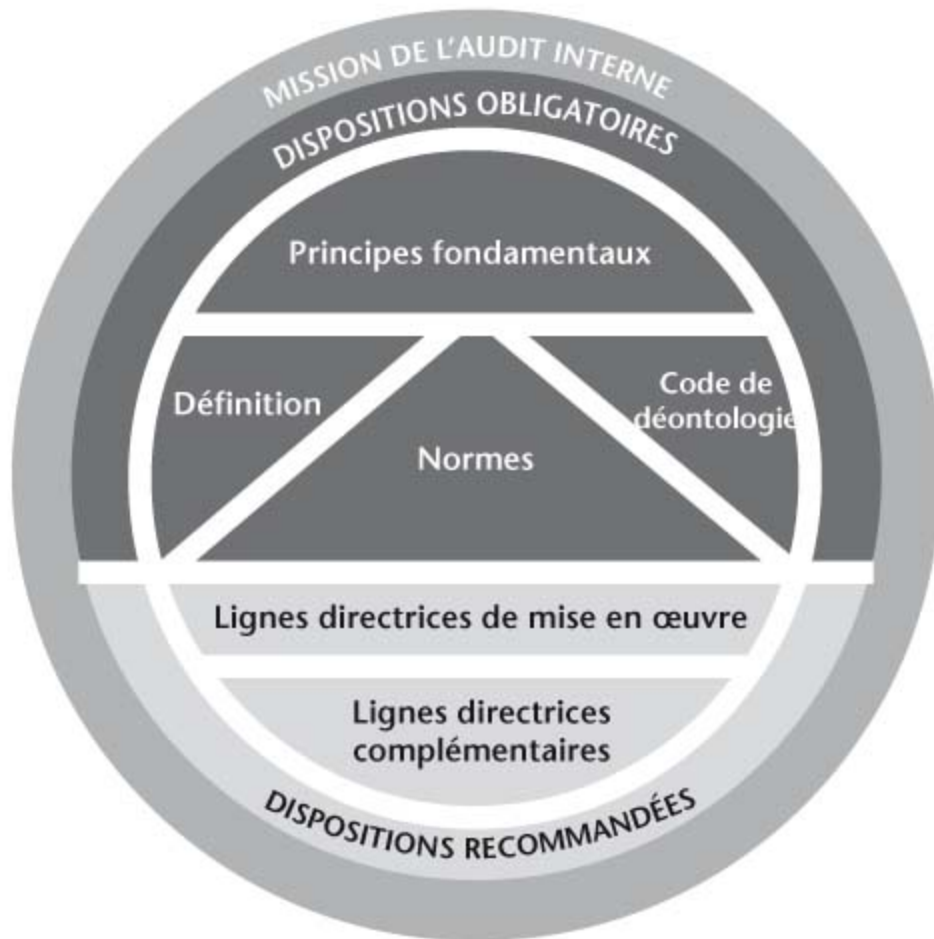 MISSION DE L'AUDIT INTERNE
DISPOSITIONS OBLIGATOIRES
Principes fondamentaux
Définition
Code de
déontologie
Normes
Lignes directrices de mise en œuvre
Lignes directrices
complémentaires
DISPOSITIONS RECOMMANDÉES